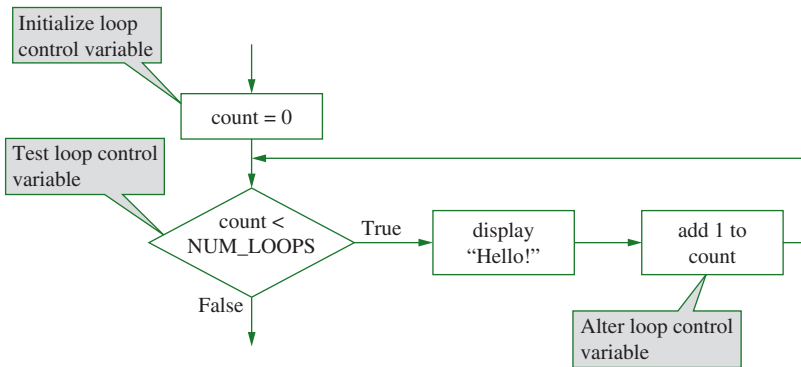 Initialize loop
control variable
count = 0
Test loop control
variable
count <
NUM_LOOPS
True
display
“Hello!”
add 1 to
count
False
Alter loop control
variable